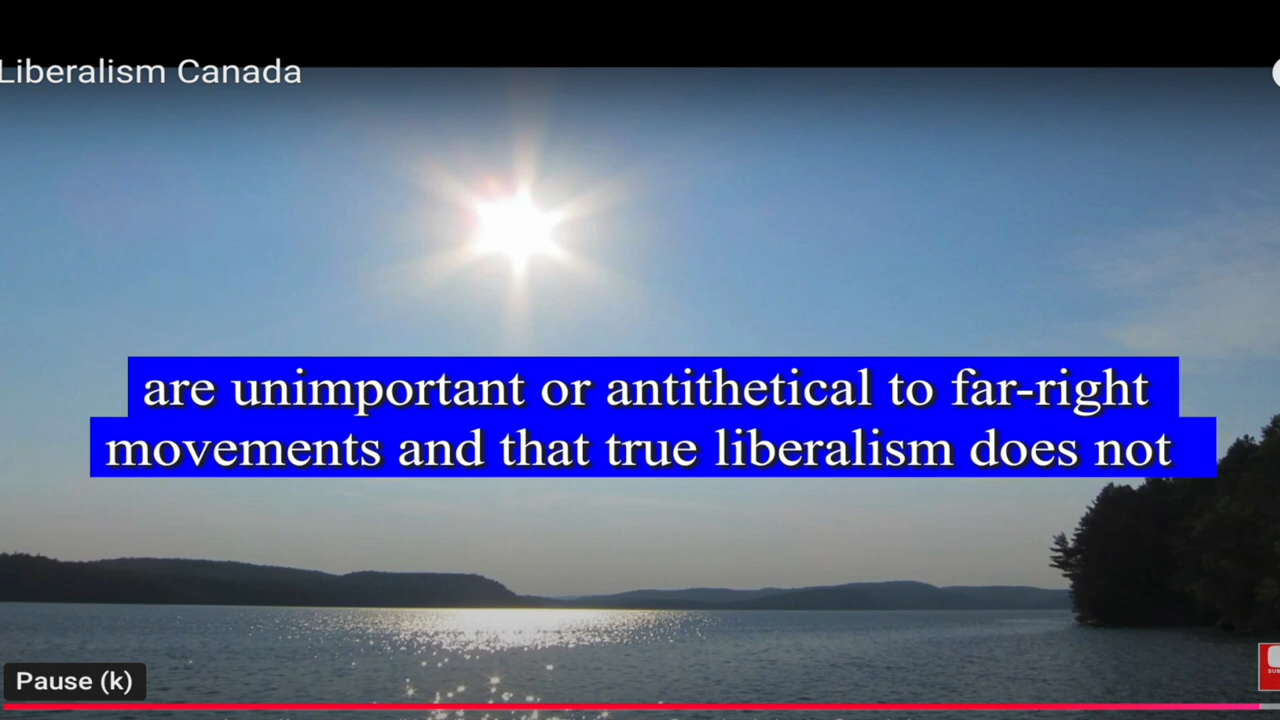 Liberalism Canada
are unimportant or antithetical to far-right
movements and that true liberalism does not
Pause (k)